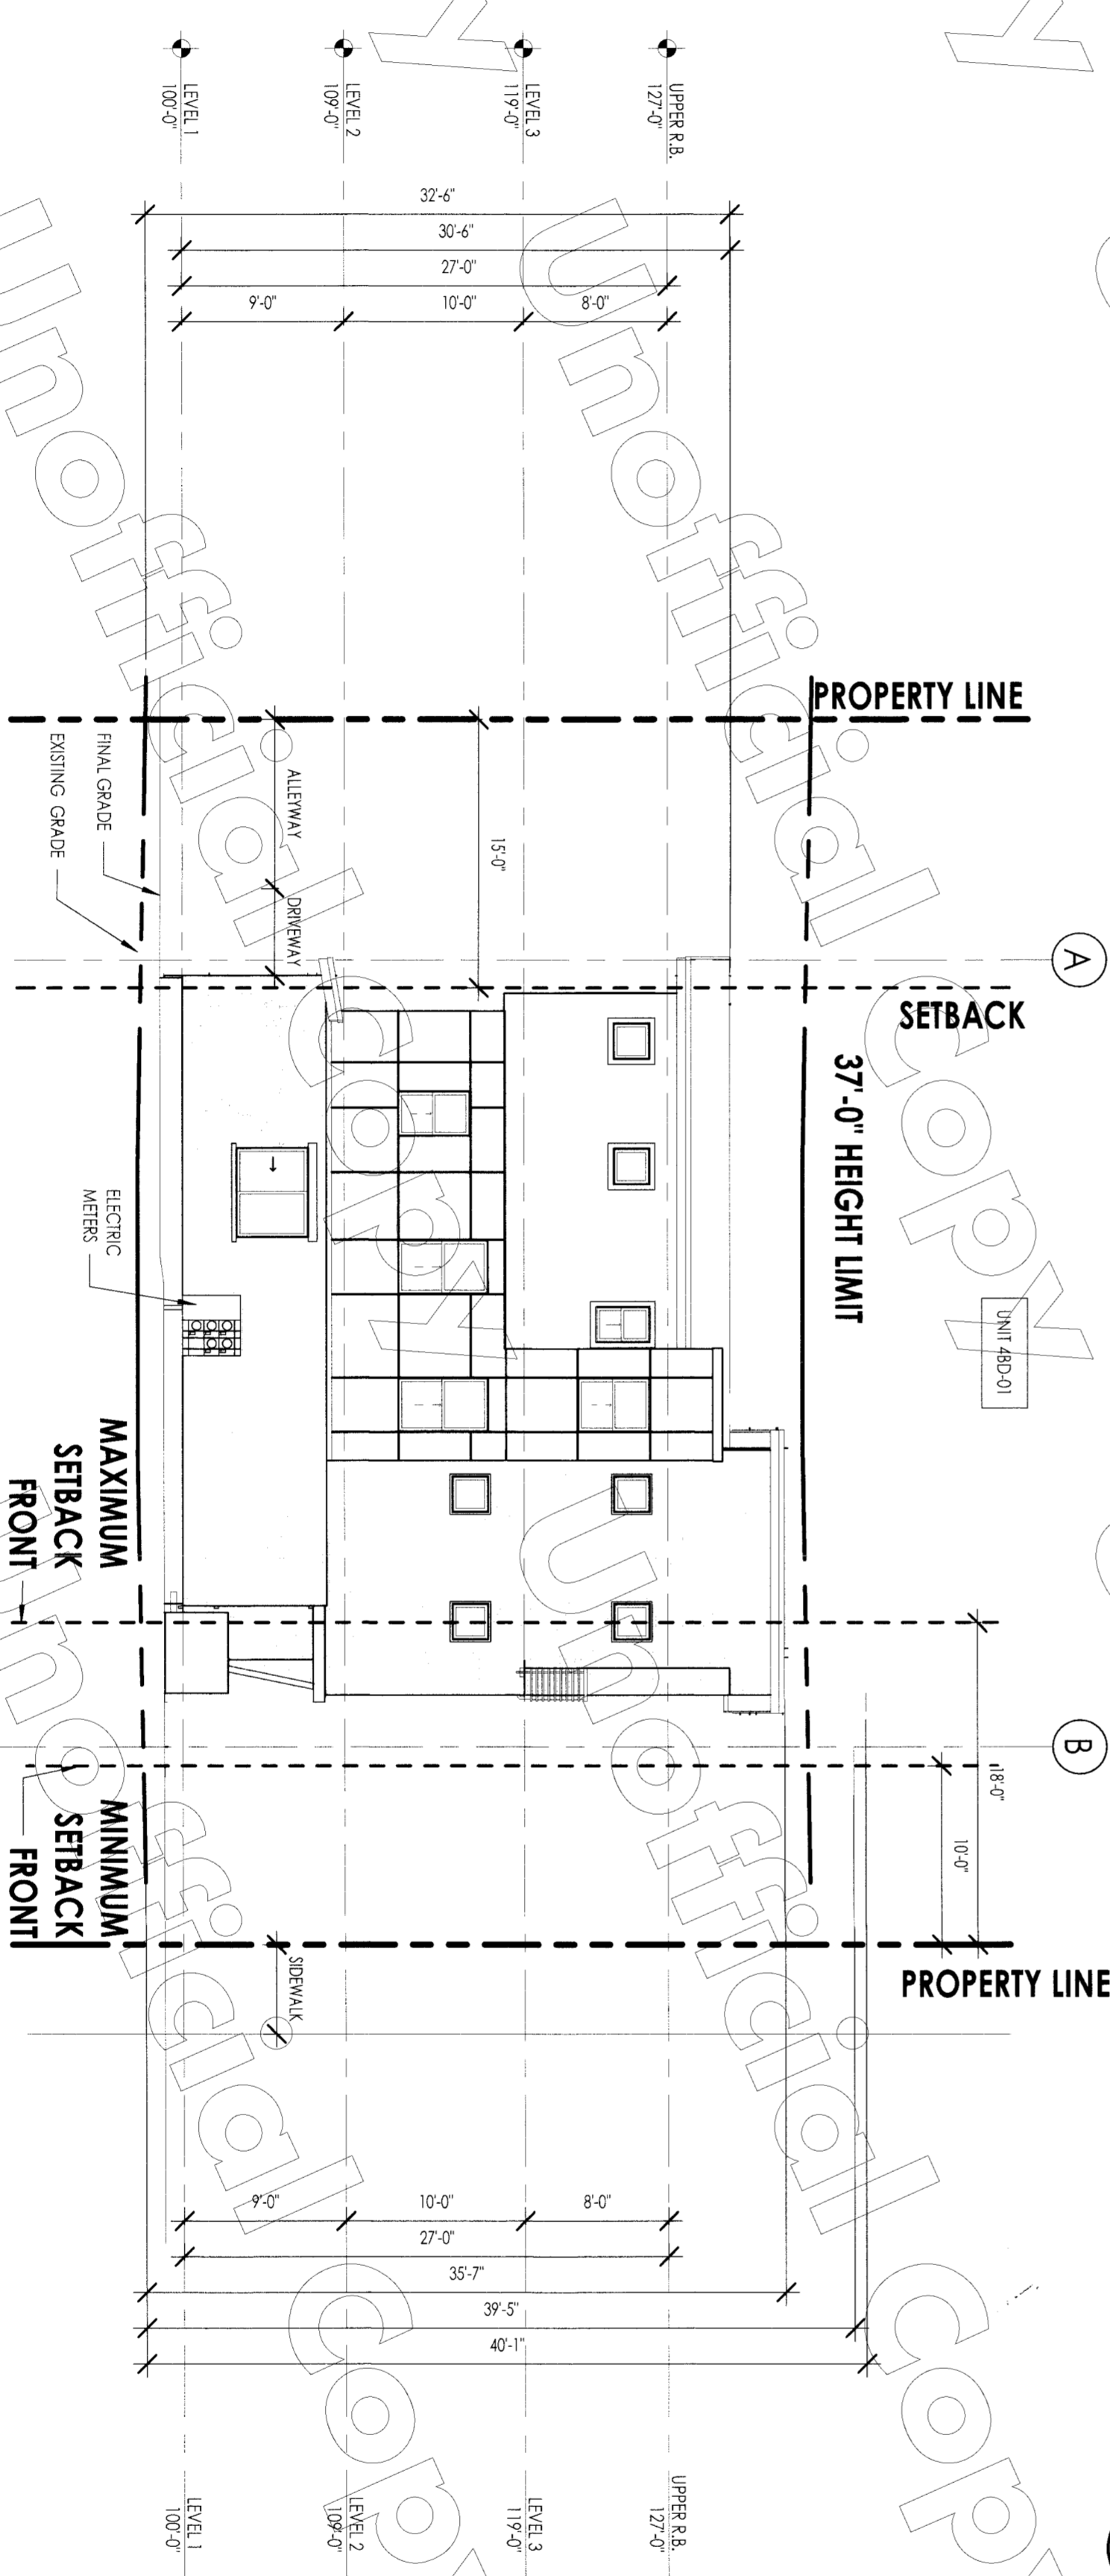 UPPER R.B.
127'-0"
LEVEL 3
119'-0"
LEVEL 2
109'-0"
LEVEL 1
100'-0"
32'-6"
30'-6"
27'-0"
9'-0"
10'-0"
8'-0"
PROPERTY LINE
ALLEYWAY
DRIVEWAY
15'-0"
FINAL GRADE
EXISTING GRADE
A
SETBACK
37'-0" HEIGHT LIMIT
UNIT 4BD-01
ELECTRIC
METERS
MAXIMUM
SETBACK
FRONT
B
18'-0"
10'-0"
MINIMUM
SETBACK
FRONT
PROPERTY LINE
SIDEWALK
9'-0"
10'-0"
8'-0"
27'-0"
35'-7"
39'-5"
40'-1"
UPPER R.B.
127'-0"
LEVEL 3
119'-0"
LEVEL 2
109'-0"
LEVEL 1
100'-0"
Unofficial Copy
Unofficial Copy
Unofficial Copy
Unofficial Copy